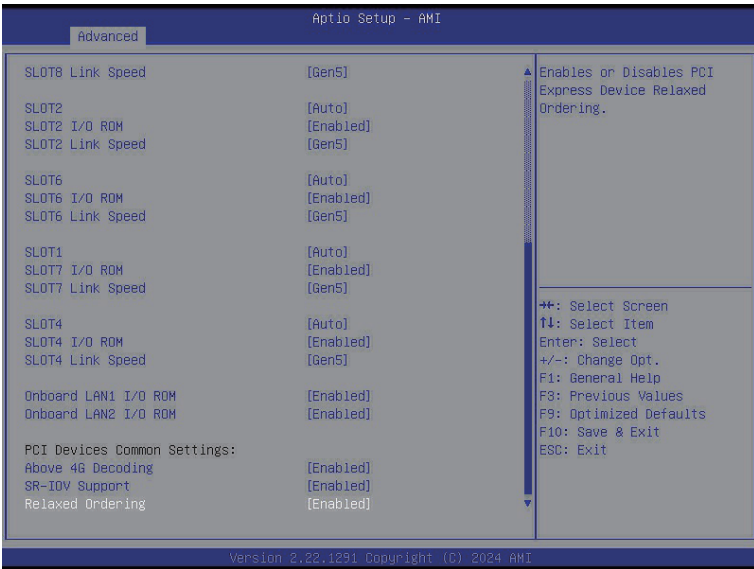 Aptio Setup – AMI
Advanced
SLOT8 Link Speed [Gen5]
SLOT2 [Auto]
SLOT2 I/O ROM [Enabled]
SLOT2 Link Speed [Gen5]
SLOT6 [Auto]
SLOT6 I/O ROM [Enabled]
SLOT6 Link Speed [Gen5]
SLOT1 [Auto]
SLOT7 I/O ROM [Enabled]
SLOT7 Link Speed [Gen5]
SLOT4 [Auto]
SLOT4 I/O ROM [Enabled]
SLOT4 Link Speed [Gen5]
Onboard LAN1 I/O ROM [Enabled]
Onboard LAN2 I/O ROM [Enabled]
PCI Devices Common Settings:
Above 4G Decoding [Enabled]
SR-IOV Support [Enabled]
Relaxed Ordering [Enabled]
Enables or Disables PCI
Express Device Relaxed
Ordering.
→←: Select Screen
↑↓: Select Item
Enter: Select
+/-: Change Opt.
F1: General Help
F3: Previous Values
F9: Optimized Defaults
F10: Save & Exit
ESC: Exit
Version 2.22.1291 Copyright (C) 2024 AMI